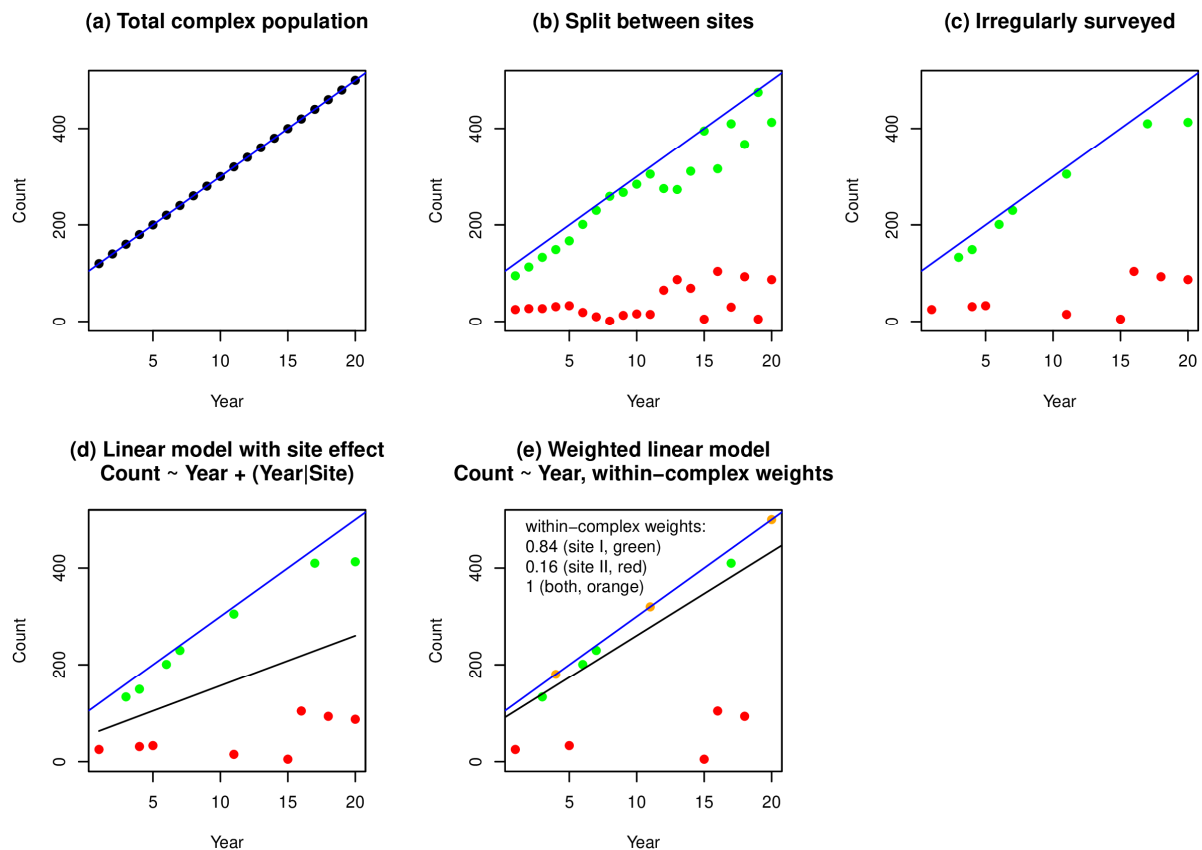 (a) Total complex population
Count
0
200
400
5
10
15
20
Year
(b) Split between sites
Count
0
200
400
5
10
15
20
Year
(c) Irregularly surveyed
Count
0
200
400
5
10
15
20
Year
(d) Linear model with site effect
Count ~ Year + (Year|Site)
Count
0
200
400
5
10
15
20
Year
(e) Weighted linear model
Count ~ Year, within−complex weights
within−complex weights:
0.84 (site I, green)
0.16 (site II, red)
1 (both, orange)
Count
0
200
400
5
10
15
20
Year